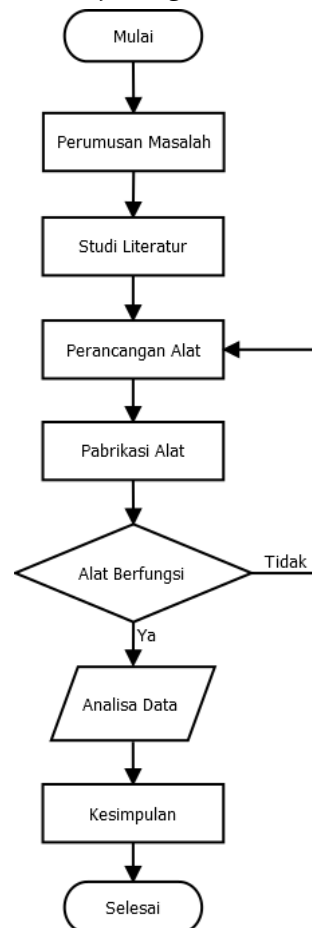 Mulai
Perumusan Masalah
Studi Literatur
Perancangan Alat
Pabrikasi Alat
Alat Berfungsi
Tidak
Ya
Analisa Data
Kesimpulan
Selesai